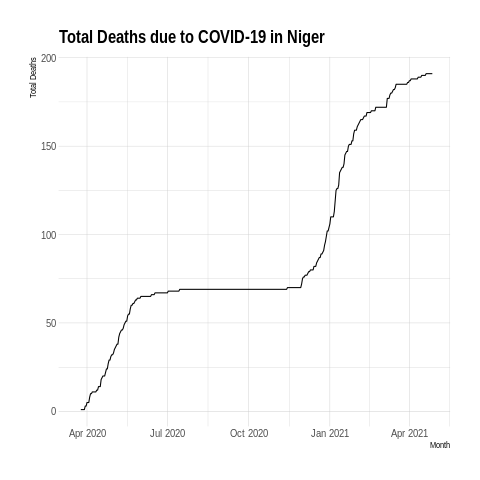 Total Deaths due to COVID-19 in Niger
Total Deaths
200
150
100
50
0
Apr 2020
Jul 2020
Oct 2020
Jan 2021
Apr 2021
Month